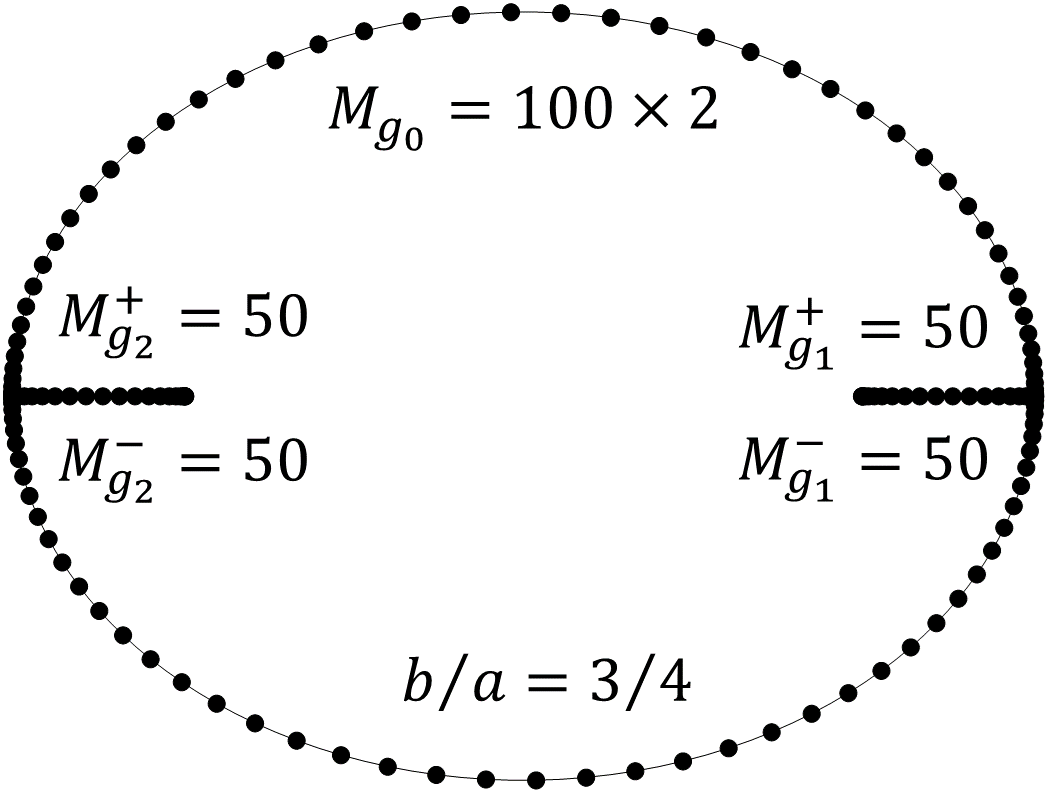 M_{g_0} = 100 × 2
M_{g_2}^+ = 50
M_{g_1}^+ = 50
M_{g_2}^- = 50
M_{g_1}^- = 50
b/a = 3/4